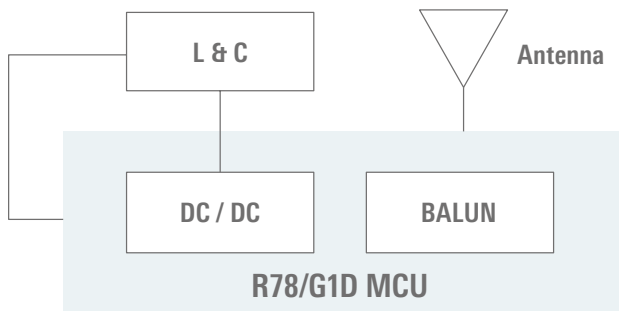 L & C
Antenna
DC / DC
BALUN
R78/G1D MCU